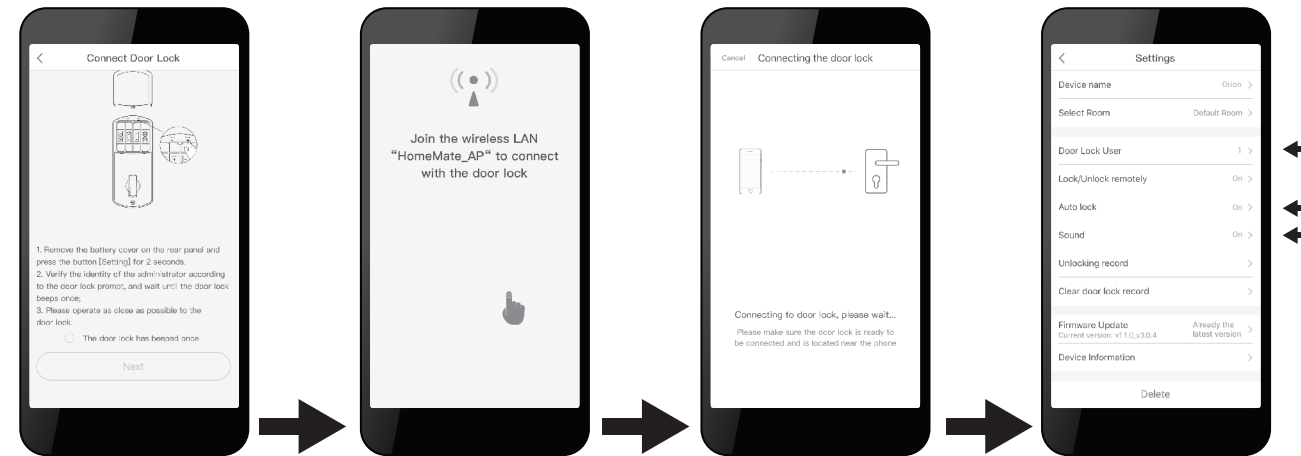 Connect Door Lock
1. Remove the battery cover on the rear panel and
press the button [Setting] for 2 seconds.
2. Verify the identity of the administrator according
to the door lock prompt, and wait until the door lock
beeps once;
3. Please operate as close as possible to the
door lock.
The door lock has beeped once
Next
Join the wireless LAN
“HomeMate_AP“ to connect
with the door lock
Cancel Connecting the door lock
Connecting to door lock, please wait...
Please make sure the door lock is ready to
be connected and is located near the phone
Settings
Device name Orion
Select Room Default Room
Door Lock User 1
Lock/Unlock remotely On
Auto lock On
Sound On
Unlocking record
Clear door lock record
Firmware Update Already the
Current version: v1.1.0_v3.0.4 latest version
Device Information
Delete